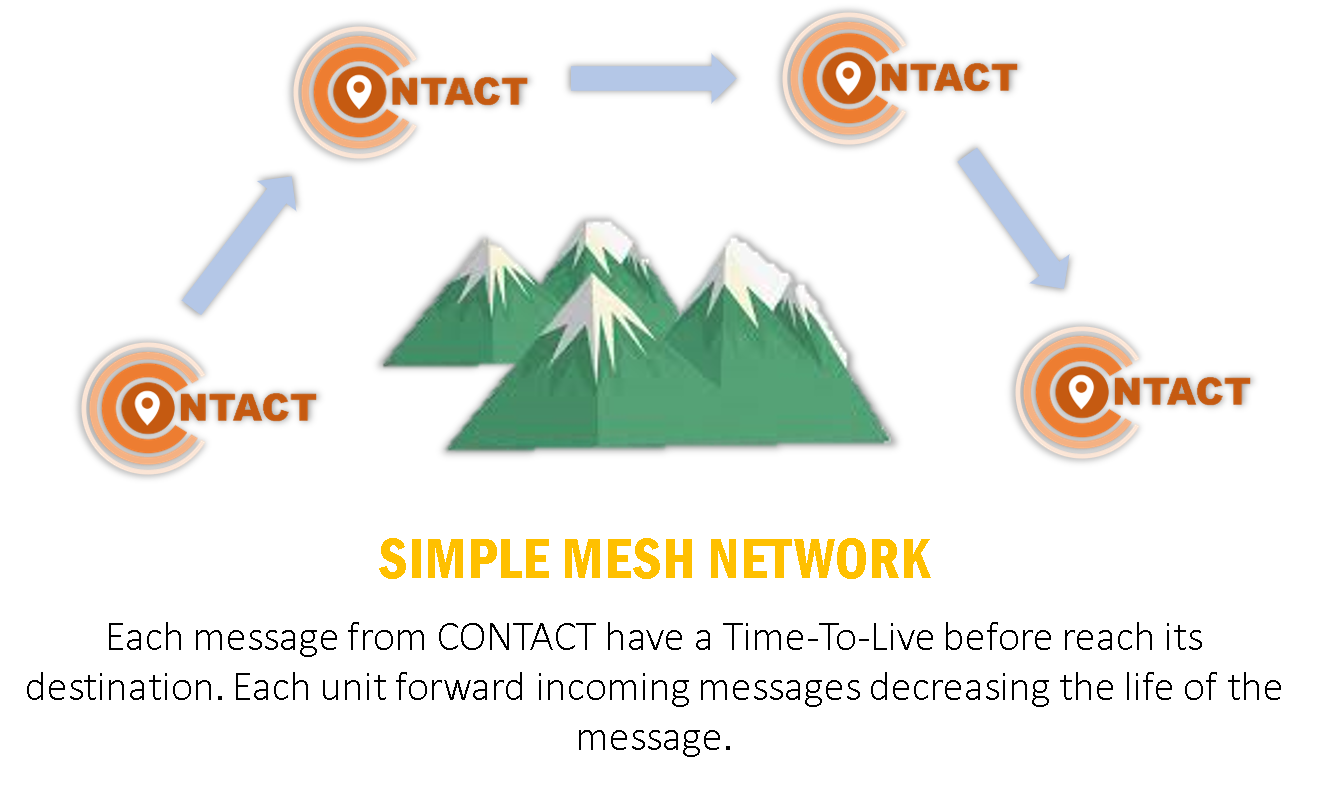 CONTACT
CONTACT
CONTACT
CONTACT
SIMPLE MESH NETWORK
Each message from CONTACT have a Time-To-Live before reach its
destination. Each unit forward incoming messages decreasing the life of the
message.